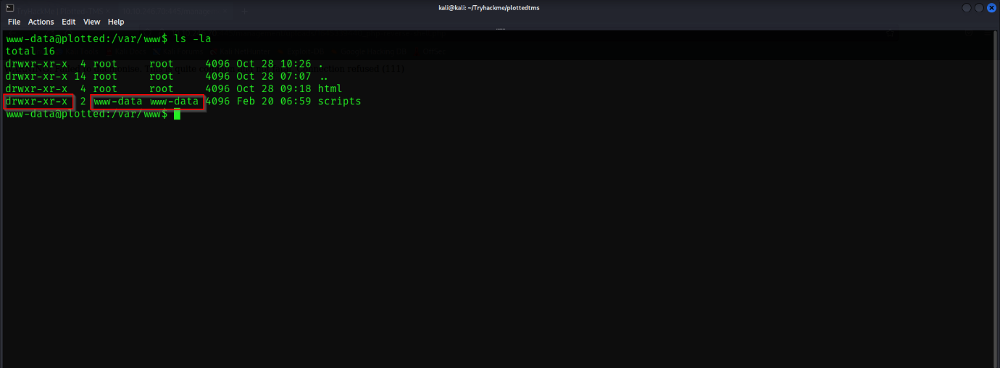 kali@kali: ~/Tryhackme/plottedtms
File Actions Edit View Help
www-data@plotted:/var/www$ ls -la
total 16
drwxr-xr-x 4 root root 4096 Oct 28 10:26 .
drwxr-xr-x 14 root root 4096 Oct 28 07:07 ..
drwxr-xr-x 4 root root 4096 Oct 28 09:18 html
drwxr-xr-x 2 www-data www-data 4096 Feb 20 06:59 scripts
www-data@plotted:/var/www$